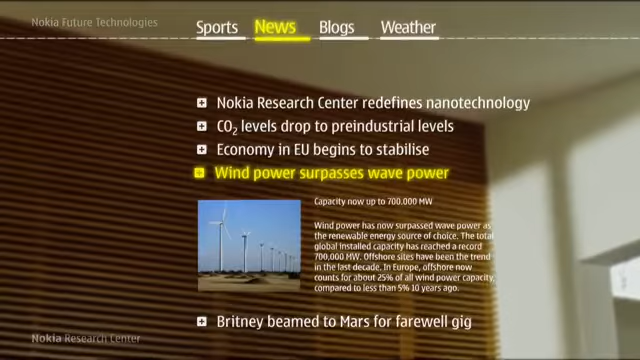 Nokia Future Technologies
Sports News Blogs Weather
Nokia Research Center redefines nanotechnology
CO₂ levels drop to preindustrial levels
Economy in EU begins to stabilise
Wind power surpasses wave power
Capacity now up to 700.000 MW
Wind power has now surpassed wave power as
the renewable energy source of choice. The total
global installed capacity has reached a record
700,000 MW. Offshore sites have been the trend
in the last decade. In Europe, offshore now
counts for about 25% of all wind power capacity,
compared to less than 5% 10 years ago.
Britney beamed to Mars for farewell gig
Nokia Research Center